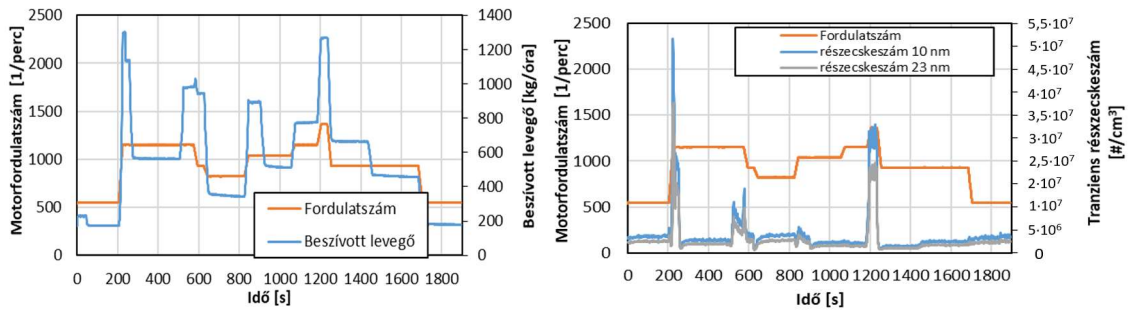 2500
2000
1500
1000
500
0
Motorfordulatszám [1/perc]
1400
1200
1000
800
600
400
200
0
Beszívott levegő [kg/óra]
Fordulatszám
Beszívott levegő
0 200 400 600 800 1000 1200 1400 1600 1800
Idő [s]
2500
2000
1500
1000
500
0
Motorfordulatszám [1/perc]
Fordulatszám
részecskeszám 10 nm
részecskeszám 23 nm
5,5·10⁷
5·10⁷
4,5·10⁷
4·10⁷
3·10⁷
2,5·10⁷
2·10⁷
1·10⁷
5·10⁶
0
Tranziens résxzecskeszám
[#/cm³]
0 200 400 600 800 1000 1200 1400 1600 1800
Idő [s]